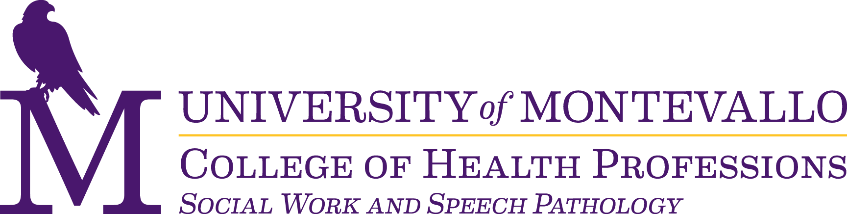 M
UNIVERSITY of MONTEVALLO
COLLEGE OF HEALTH PROFESSIONS
SOCIAL WORK AND SPEECH PATHOLOGY